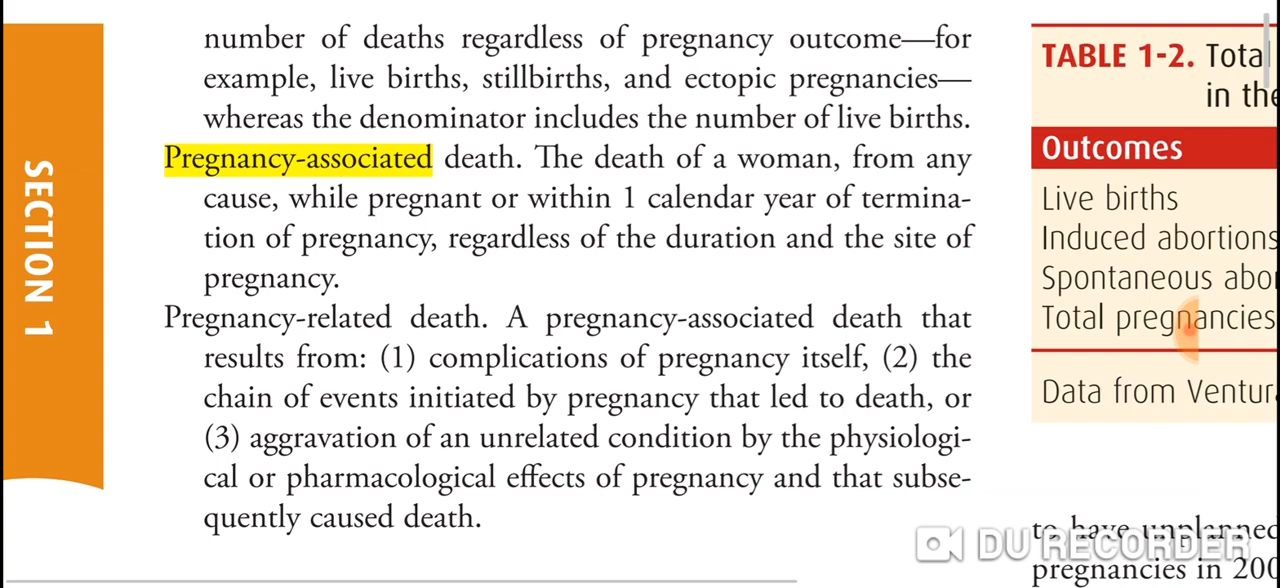 number of deaths regardless of pregnancy outcome—for
example, live births, stillbirths, and ectopic pregnancies—
whereas the denominator includes the number of live births.
Pregnancy-associated death. The death of a woman, from any
cause, while pregnant or within 1 calendar year of termina-
tion of pregnancy, regardless of the duration and the site of
pregnancy.
Pregnancy-related death. A pregnancy-associated death that
results from: (1) complications of pregnancy itself, (2) the
chain of events initiated by pregnancy that led to death, or
(3) aggravation of an unrelated condition by the physiologi-
cal or pharmacological effects of pregnancy and that subse-
quently caused death.
SECTION 1
TABLE 1-2. Total
in the
Outcomes
Live births
Induced abortions
Spontaneous abo
Total pregnancies
Data from Ventur
to have unplanned
pregnancies in 200
DU RECORDER